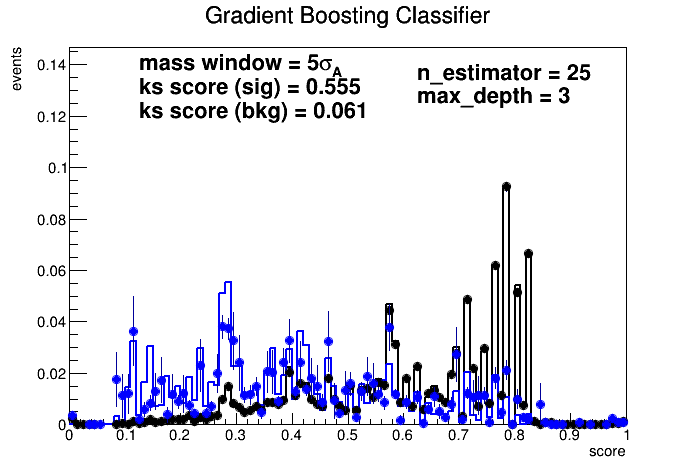 Gradient Boosting Classifier
events
mass window = 5σA
ks score (sig) = 0.555
ks score (bkg) = 0.061
n_estimator = 25
max_depth = 3
0.14
0.12
0.1
0.08
0.06
0.04
0.02
0
0 0.1 0.2 0.3 0.4 0.5 0.6 0.7 0.8 0.9 1
score